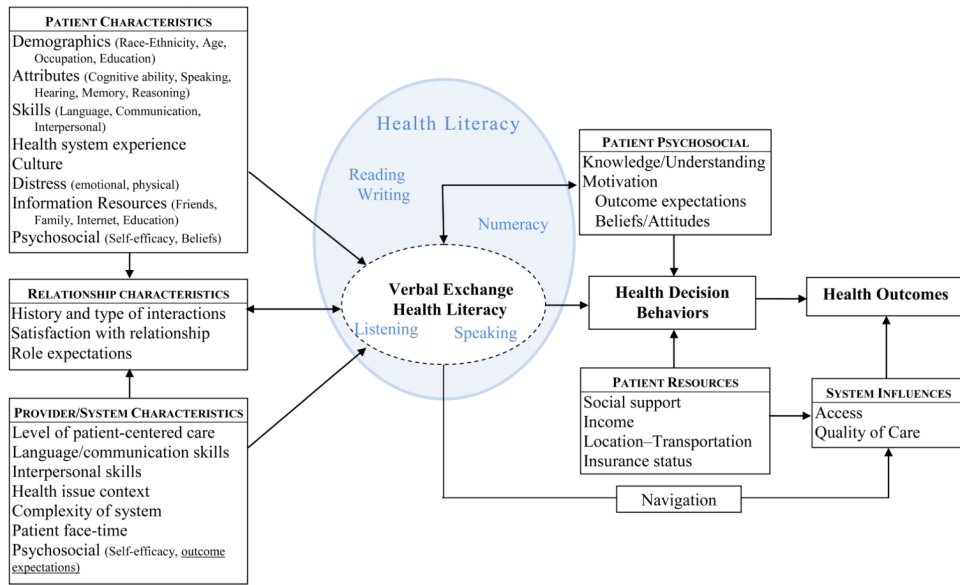 PATIENT CHARACTERISTICS
Demographics (Race-Ethnicity, Age,
Occupation, Education)
Attributes (Cognitive ability, Speaking,
Hearing, Memory, Reasoning)
Skills (Language, Communication,
Interpersonal)
Health system experience
Culture
Distress (emotional, physical)
Information Resources (Friends,
Family, Internet, Education)
Psychosocial (Self-efficacy, Beliefs)
RELATIONSHIP CHARACTERISTICS
History and type of interactions
Satisfaction with relationship
Role expectations
PROVIDER/SYSTEM CHARACTERISTICS
Level of patient-centered care
Language/communication skills
Interpersonal skills
Health issue context
Complexity of system
Patient face-time
Psychosocial (Self-efficacy, outcome
expectations)
Health Literacy
Reading
Writing
Numeracy
Verbal Exchange
Health Literacy
Listening
Speaking
PATIENT PSYCHOSOCIAL
Knowledge/Understanding
Motivation
Outcome expectations
Beliefs/Attitudes
Health Decision
Behaviors
Health Outcomes
PATIENT RESOURCES
Social support
Income
Location–Transportation
Insurance status
SYSTEM INFLUENCES
Access
Quality of Care
Navigation